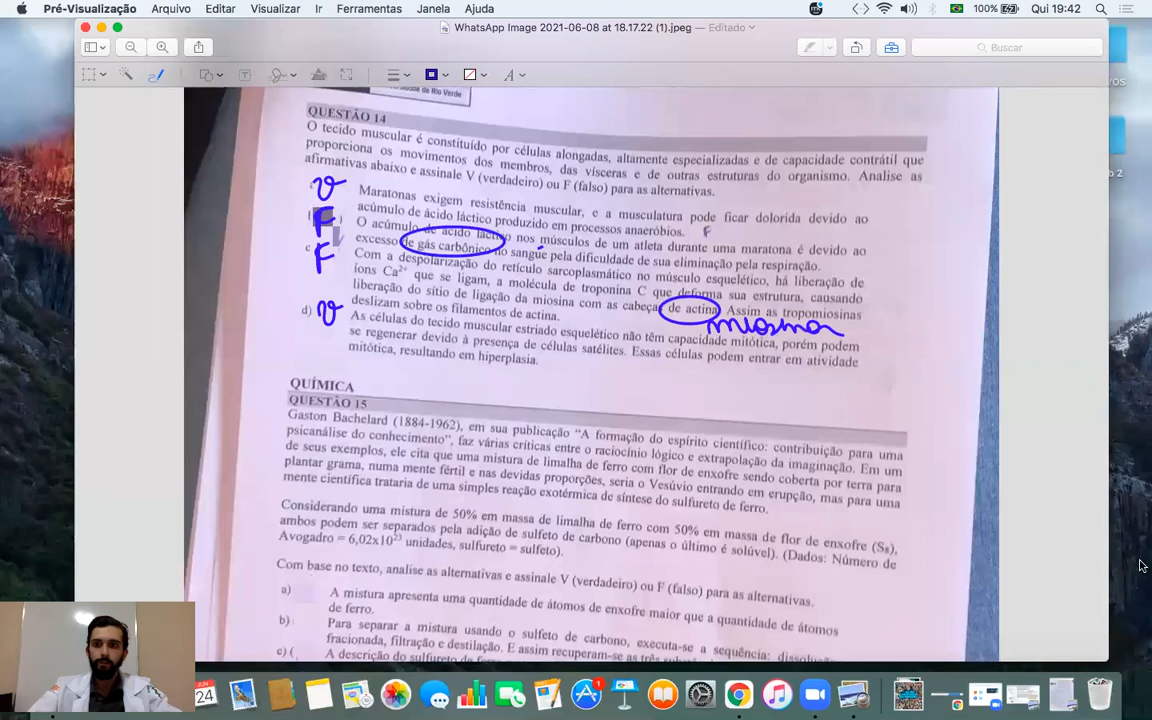 Pré-Visualização Arquivo Editar Visualizar Ir Ferramentas Janela Ajuda 100% Qui 19:42
WhatsApp Image 2021-06-08 at 18.17.22 (1).jpeg — Editado
Buscar
de Rio Verde
QUESTÃO 14
O tecido muscular é constituído por células alongadas, altamente especializadas e de capacidade contrátil que
proporciona os movimentos dos membros, das vísceras e de outras estruturas do organismo. Analise as
afirmativas abaixo e assinale V (verdadeiro) ou F (falso) para as alternativas.
V
Maratonas exigem resistência muscular, e a musculatura pode ficar dolorida devido ao
acúmulo de ácido láctico produzido em processos anaeróbios. F
F
O acúmulo de ácido láctico nos músculos de um atleta durante uma maratona é devido ao
excesso de gás carbônico no sangue pela dificuldade de sua eliminação pela respiração.
c F
Com a despolarização do retículo sarcoplasmático no músculo esquelético, há liberação de
íons Ca2+ que se ligam, a molécula de troponina C que deforma sua estrutura, causando
liberação do sítio de ligação da miosina com as cabeças de actina. Assim as tropomiosinas
deslizam sobre os filamentos de actina.
miosina
d) V
As células do tecido muscular estriado esquelético não têm capacidade mitótica, porém podem
se regenerar devido à presença de células satélites. Essas células podem entrar em atividade
mitótica, resultando em hiperplasia.
QUÍMICA
QUESTÃO 15
Gaston Bachelard (1884-1962), em sua publicação “A formação do espírito científico: contribuição para uma
psicanálise do conhecimento”, faz várias críticas entre o raciocínio lógico e extrapolação da imaginação. Em um
de seus exemplos, ele cita que uma mistura de limalha de ferro com flor de enxofre sendo coberta por terra para
plantar grama, numa mente fértil e nas devidas proporções, seria o Vesúvio entrando em erupção, mas para uma
mente científica trataria de uma simples reação exotérmica de síntese do sulfureto de ferro.
Considerando uma mistura de 50% em massa de limalha de ferro com 50% em massa de flor de enxofre (S8),
ambos podem ser separados pela adição de sulfeto de carbono (apenas o último é solúvel). (Dados: Número de
Avogadro = 6,02x10²³ unidades, sulfureto = sulfeto).
Com base no texto, analise as alternativas e assinale V (verdadeiro) ou F (falso) para as alternativas.
a) A mistura apresenta uma quantidade de átomos de enxofre maior que a quantidade de átomos
de ferro.
b) Para separar a mistura usando o sulfeto de carbono, executa-se a sequência: dissolu
fracionada, filtração e destilação. E assim recuperam-se as três
c) ( A descrição do sulfureto de ferro
JUN
24
1